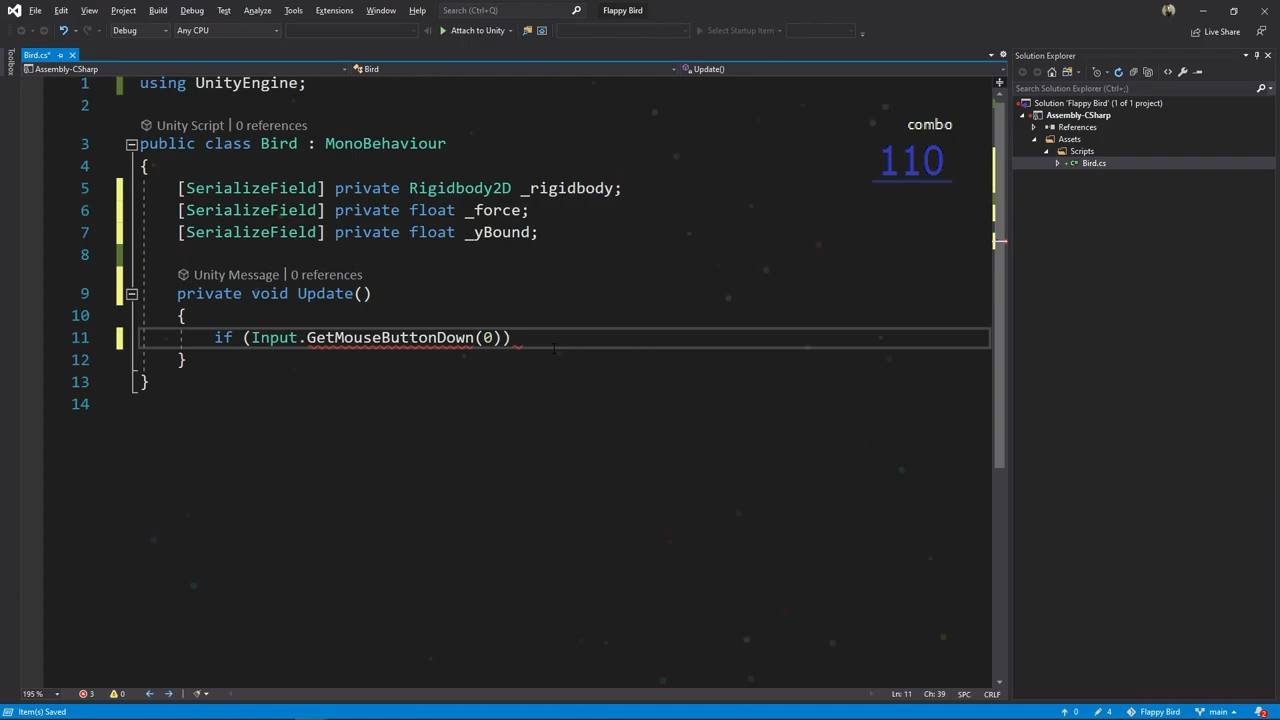 File Edit View Project Build Debug Test Analyze Tools Extensions Window Help Search (Ctrl+Q) Flappy Bird
Debug Any CPU Attach to Unity Select Startup Item Live Share
Toolbox
Bird.cs*
Assembly-CSharp Bird Update()
Solution Explorer
Search Solution Explorer (Ctrl+;)
Solution 'Flappy Bird' (1 of 1 project)
Assembly-CSharp
References
Assets
Scripts
Bird.cs
combo
110
1 using UnityEngine;
2
Unity Script | 0 references
3 public class Bird : MonoBehaviour
4 {
5 [SerializeField] private Rigidbody2D _rigidbody;
6 [SerializeField] private float _force;
7 [SerializeField] private float _yBound;
8
Unity Message | 0 references
9 private void Update()
10 {
11 if (Input.GetMouseButtonDown(0))
12 }
13 }
14
195 % 3 0 Ln: 11 Ch: 39 SPC CRLF
Item(s) Saved 0 4 Flappy Bird main 2